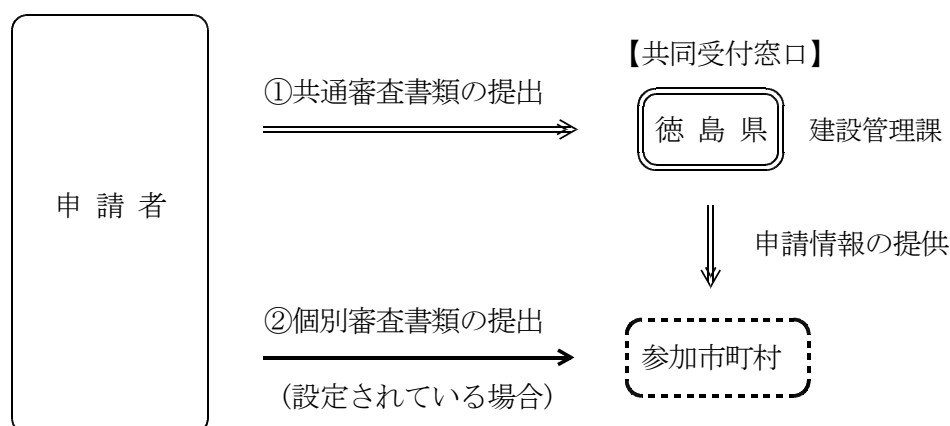 【共同受付窓口】
①共通審査書類の提出
徳 島 県 建設管理課
申 請 者
申請情報の提供
②個別審査書類の提出
参加市町村
（設定されている場合）